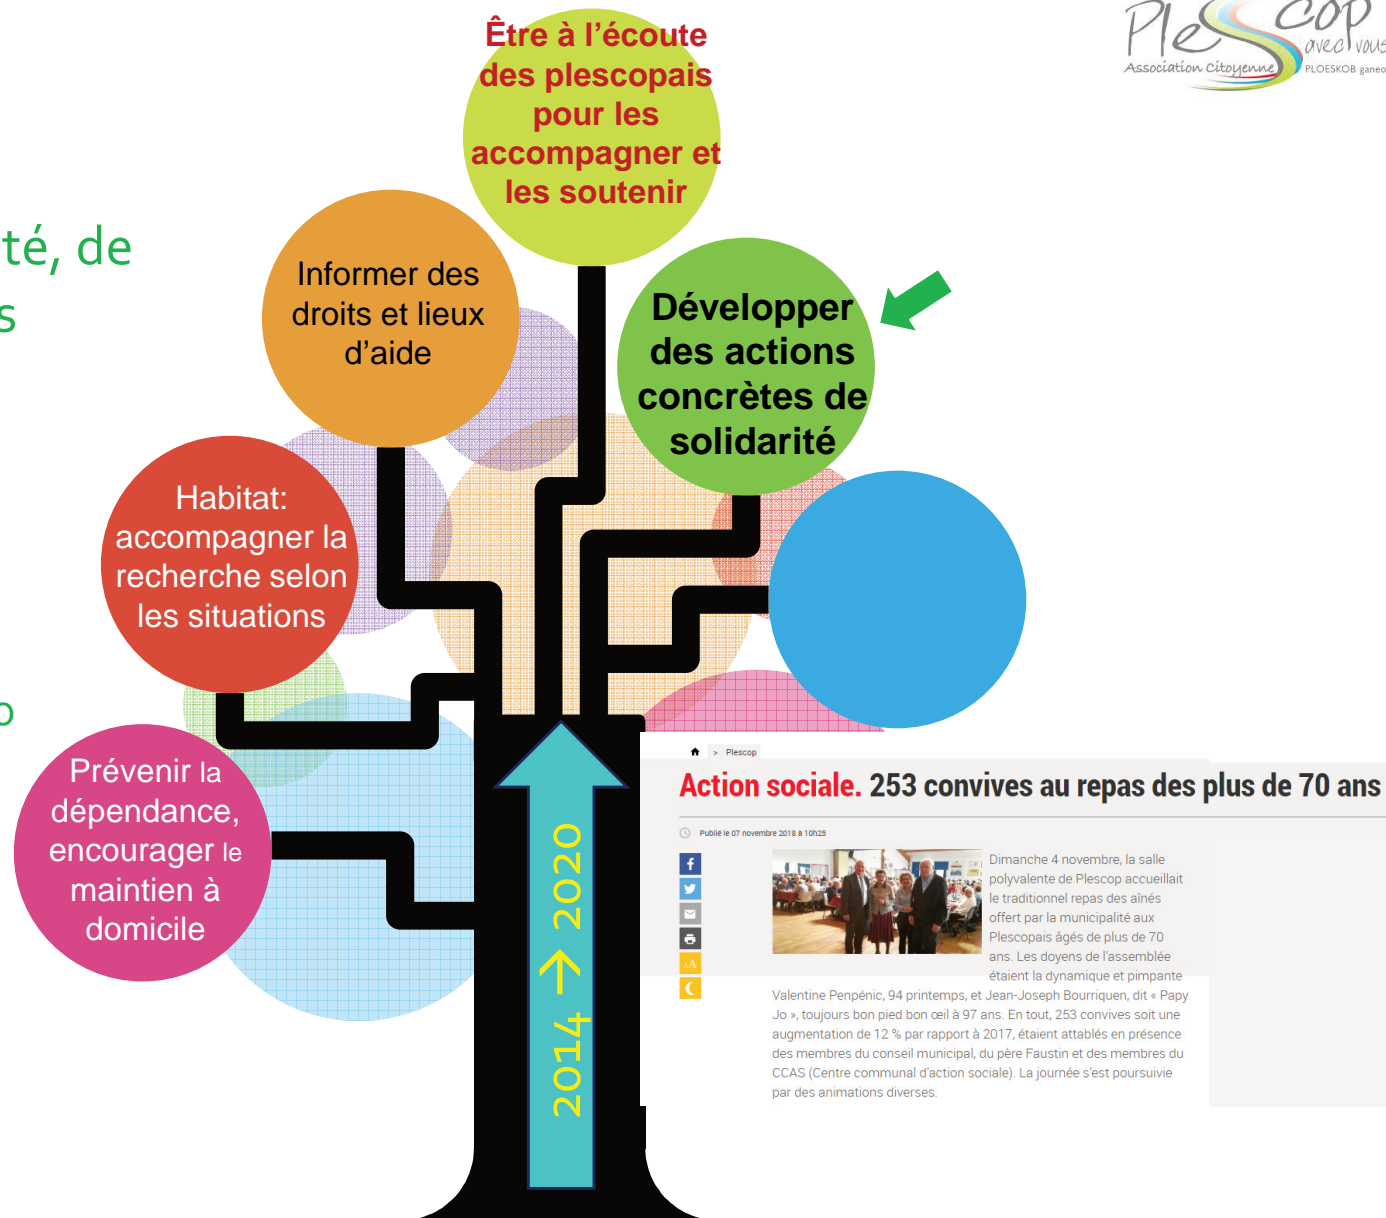 PlesCop
avec vous
Association Citoyenne
PLOESKOB ganeo
Être à l’écoute
des plescopais
pour les
accompagner et
les soutenir
té, de
s
Informer des
droits et lieux
d’aide
Développer
des actions
concrètes de
solidarité
Habitat:
accompagner la
recherche selon
les situations
o
Prévenir la
dépendance,
encourager le
maintien à
domicile
2014 → 2020
> Plescop
Action sociale. 253 convives au repas des plus de 70 ans
Publié le 07 novembre 2018 à 10h25
f
AA
Dimanche 4 novembre, la salle
polyvalente de Plescop accueillait
le traditionnel repas des aînés
offert par la municipalité aux
Plescopais âgés de plus de 70
ans. Les doyens de l’assemblée
étaient la dynamique et pimpante
Valentine Penpénic, 94 printemps, et Jean-Joseph Bourriquen, dit « Papy
Jo », toujours bon pied bon œil à 97 ans. En tout, 253 convives soit une
augmentation de 12 % par rapport à 2017, étaient attablés en présence
des membres du conseil municipal, du père Faustin et des membres du
CCAS (Centre communal d’action sociale). La journée s’est poursuivie
par des animations diverses.